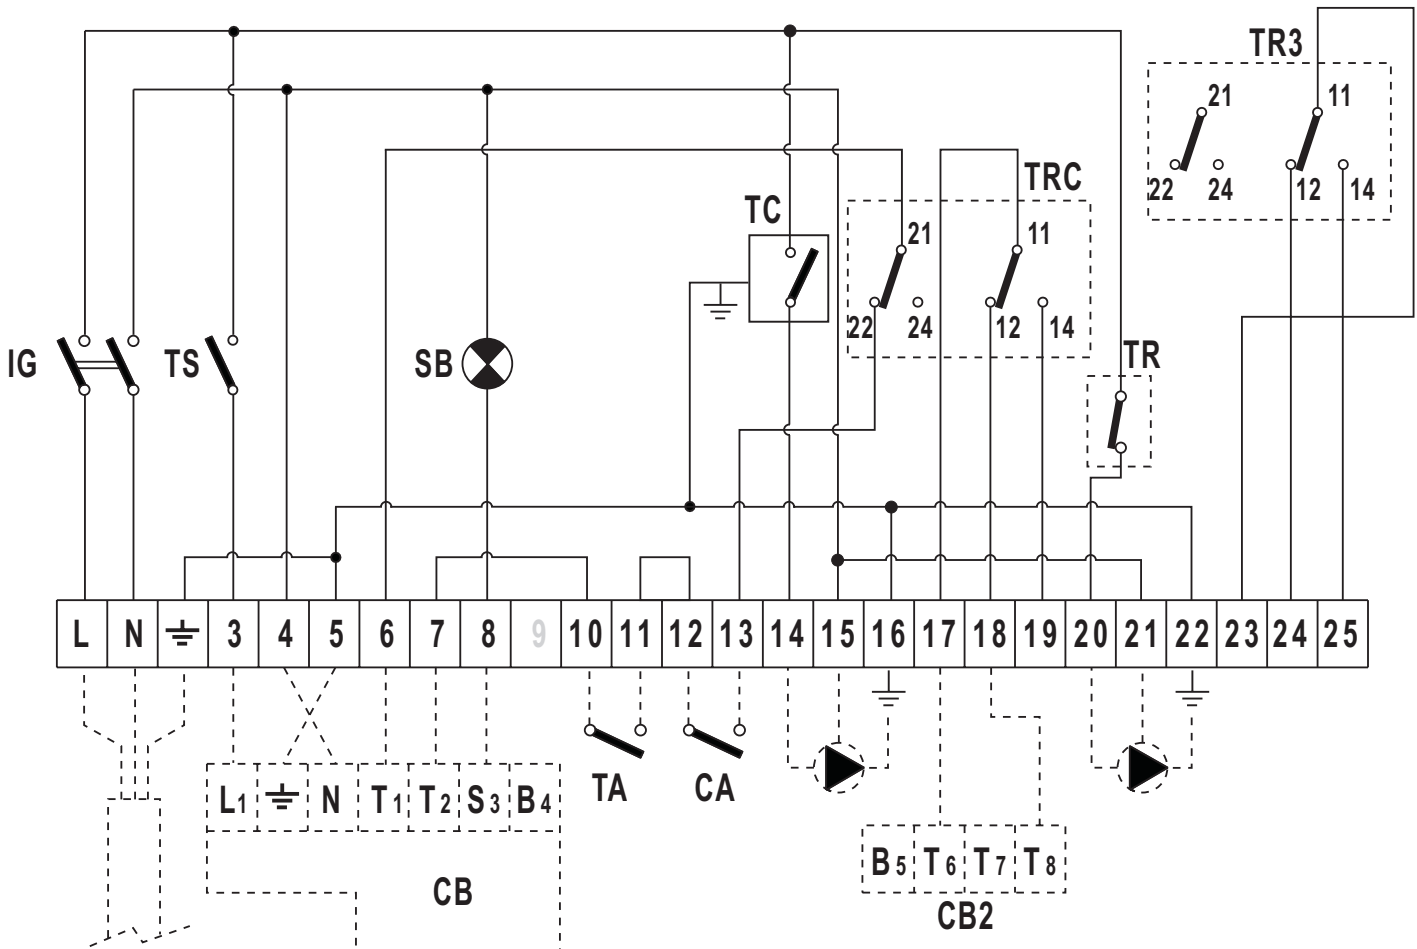 TR3
21 11
22 24 12 14
TRC
TC
21 11
22 24 12 14
TR
IG TS SB
L N 3 4 5 6 7 8 9 10 11 12 13 14 15 16 17 18 19 20 21 22 23 24 25
TA CA
L1 N T1 T2 S3 B4
B5 T6 T7 T8
CB
CB2